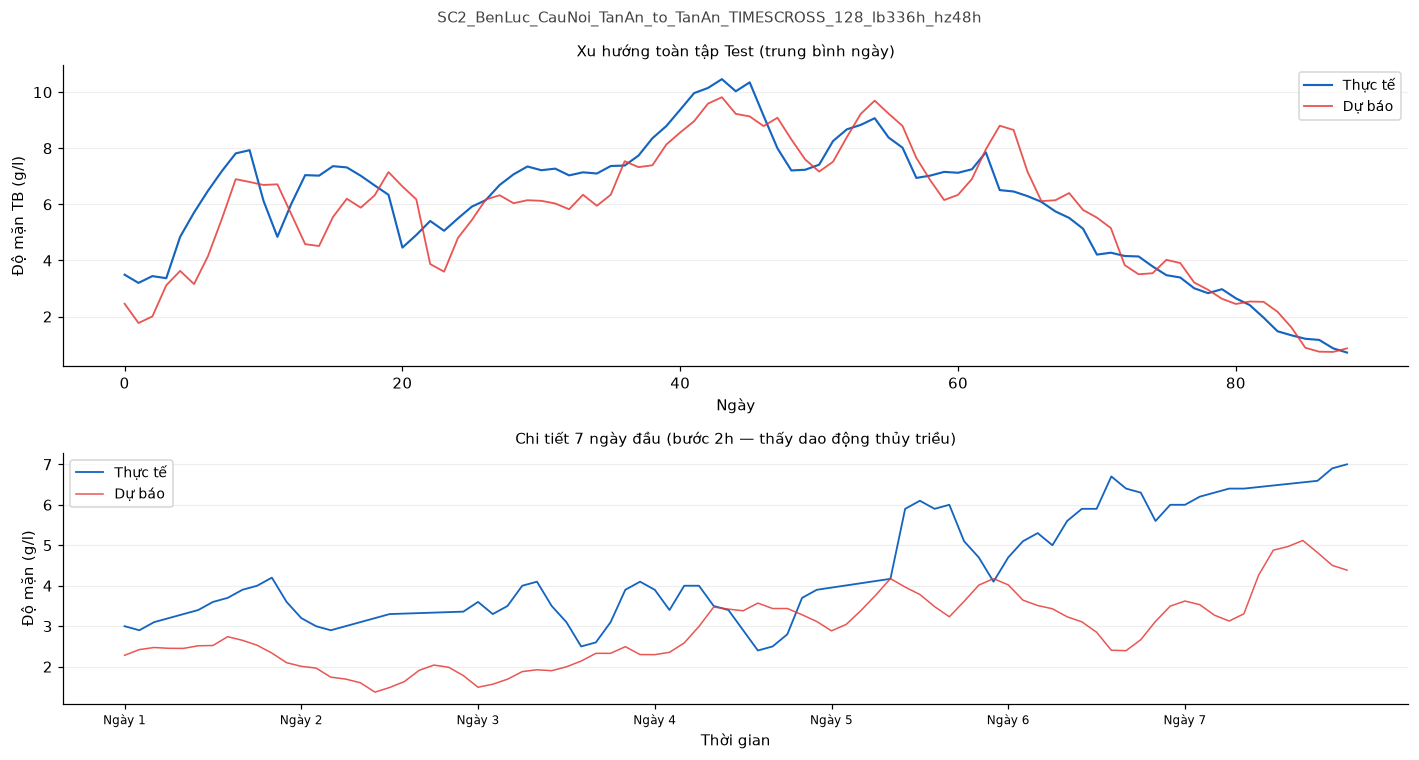 SC2_BenLuc_CauNoi_TanAn_to_TanAn_TIMESCROSS_128_lb336h_hz48h
Xu hướng toàn tập Test (trung bình ngày)
Độ mặn TB (g/l)
10
8
6
4
2
Thực tế
Dự báo
0 20 40 60 80
Ngày
Chi tiết 7 ngày đầu (bước 2h — thấy dao động thủy triều)
Độ mặn (g/l)
7
6
5
4
3
2
Thực tế
Dự báo
Ngày 1 Ngày 2 Ngày 3 Ngày 4 Ngày 5 Ngày 6 Ngày 7
Thời gian